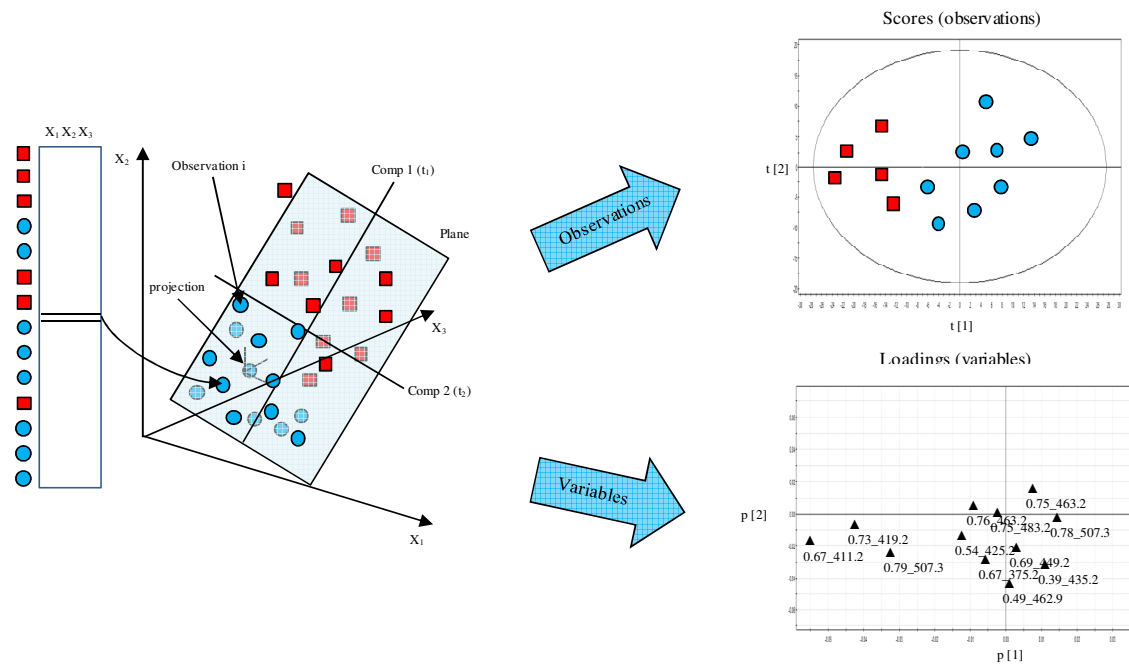 X1 X2 X3
X2
Observation i
Comp 1 (t1)
Plane
projection
X3
Comp 2 (t2)
X1
Observations
Variables
Scores (observations)
t [2]
t [1]
Loadings (variables)
p [2]
0.75_463.2
0.76_463.2
0.75_483.2
0.78_507.3
0.73_419.2
0.67_411.2
0.79_507.3
0.54_425.2
0.69_449.2
0.67_375.2
0.39_435.2
0.49_462.9
p [1]